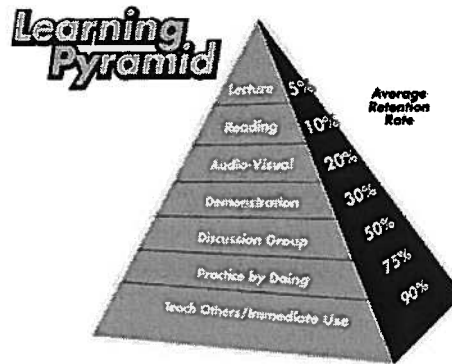 Learning
Pyramid
Average
Retention
Rate
Lecture 5%
Reading 10%
Audio-Visual 20%
Demonstration 30%
Discussion Group 50%
Practice by Doing 75%
Teach Others/Immediate Use 90%